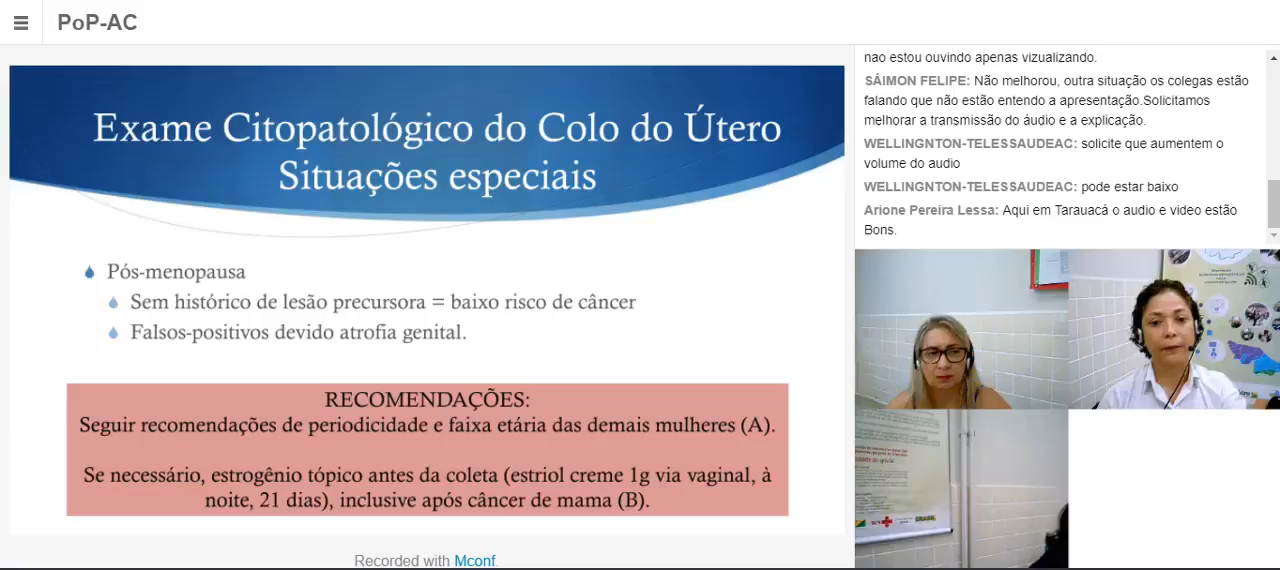 PoP-AC
Exame Citopatológico do Colo do Útero
Situações especiais
Pós-menopausa
Sem histórico de lesão precursora = baixo risco de câncer
Falsos-positivos devido atrofia genital.
RECOMENDAÇÕES:
Seguir recomendações de periodicidade e faixa etária das demais mulheres (A).
Se necessário, estrogênio tópico antes da coleta (estriol creme 1g via vaginal, à
noite, 21 dias), inclusive após câncer de mama (B).
Recorded with Mconf.
nao estou ouvindo apenas vizualizando.
SÁIMON FELIPE: Não melhorou, outra situação os colegas estão
falando que não estão entendo a apresentação.Solicitamos
melhorar a transmissão do áudio e a explicação.
WELLINGNTON-TELESSAUDEAC: solicite que aumentem o
volume do audio
WELLINGNTON-TELESSAUDEAC: pode estar baixo
Arione Pereira Lessa: Aqui em Tarauacá o audio e video estão
Bons.
SUS